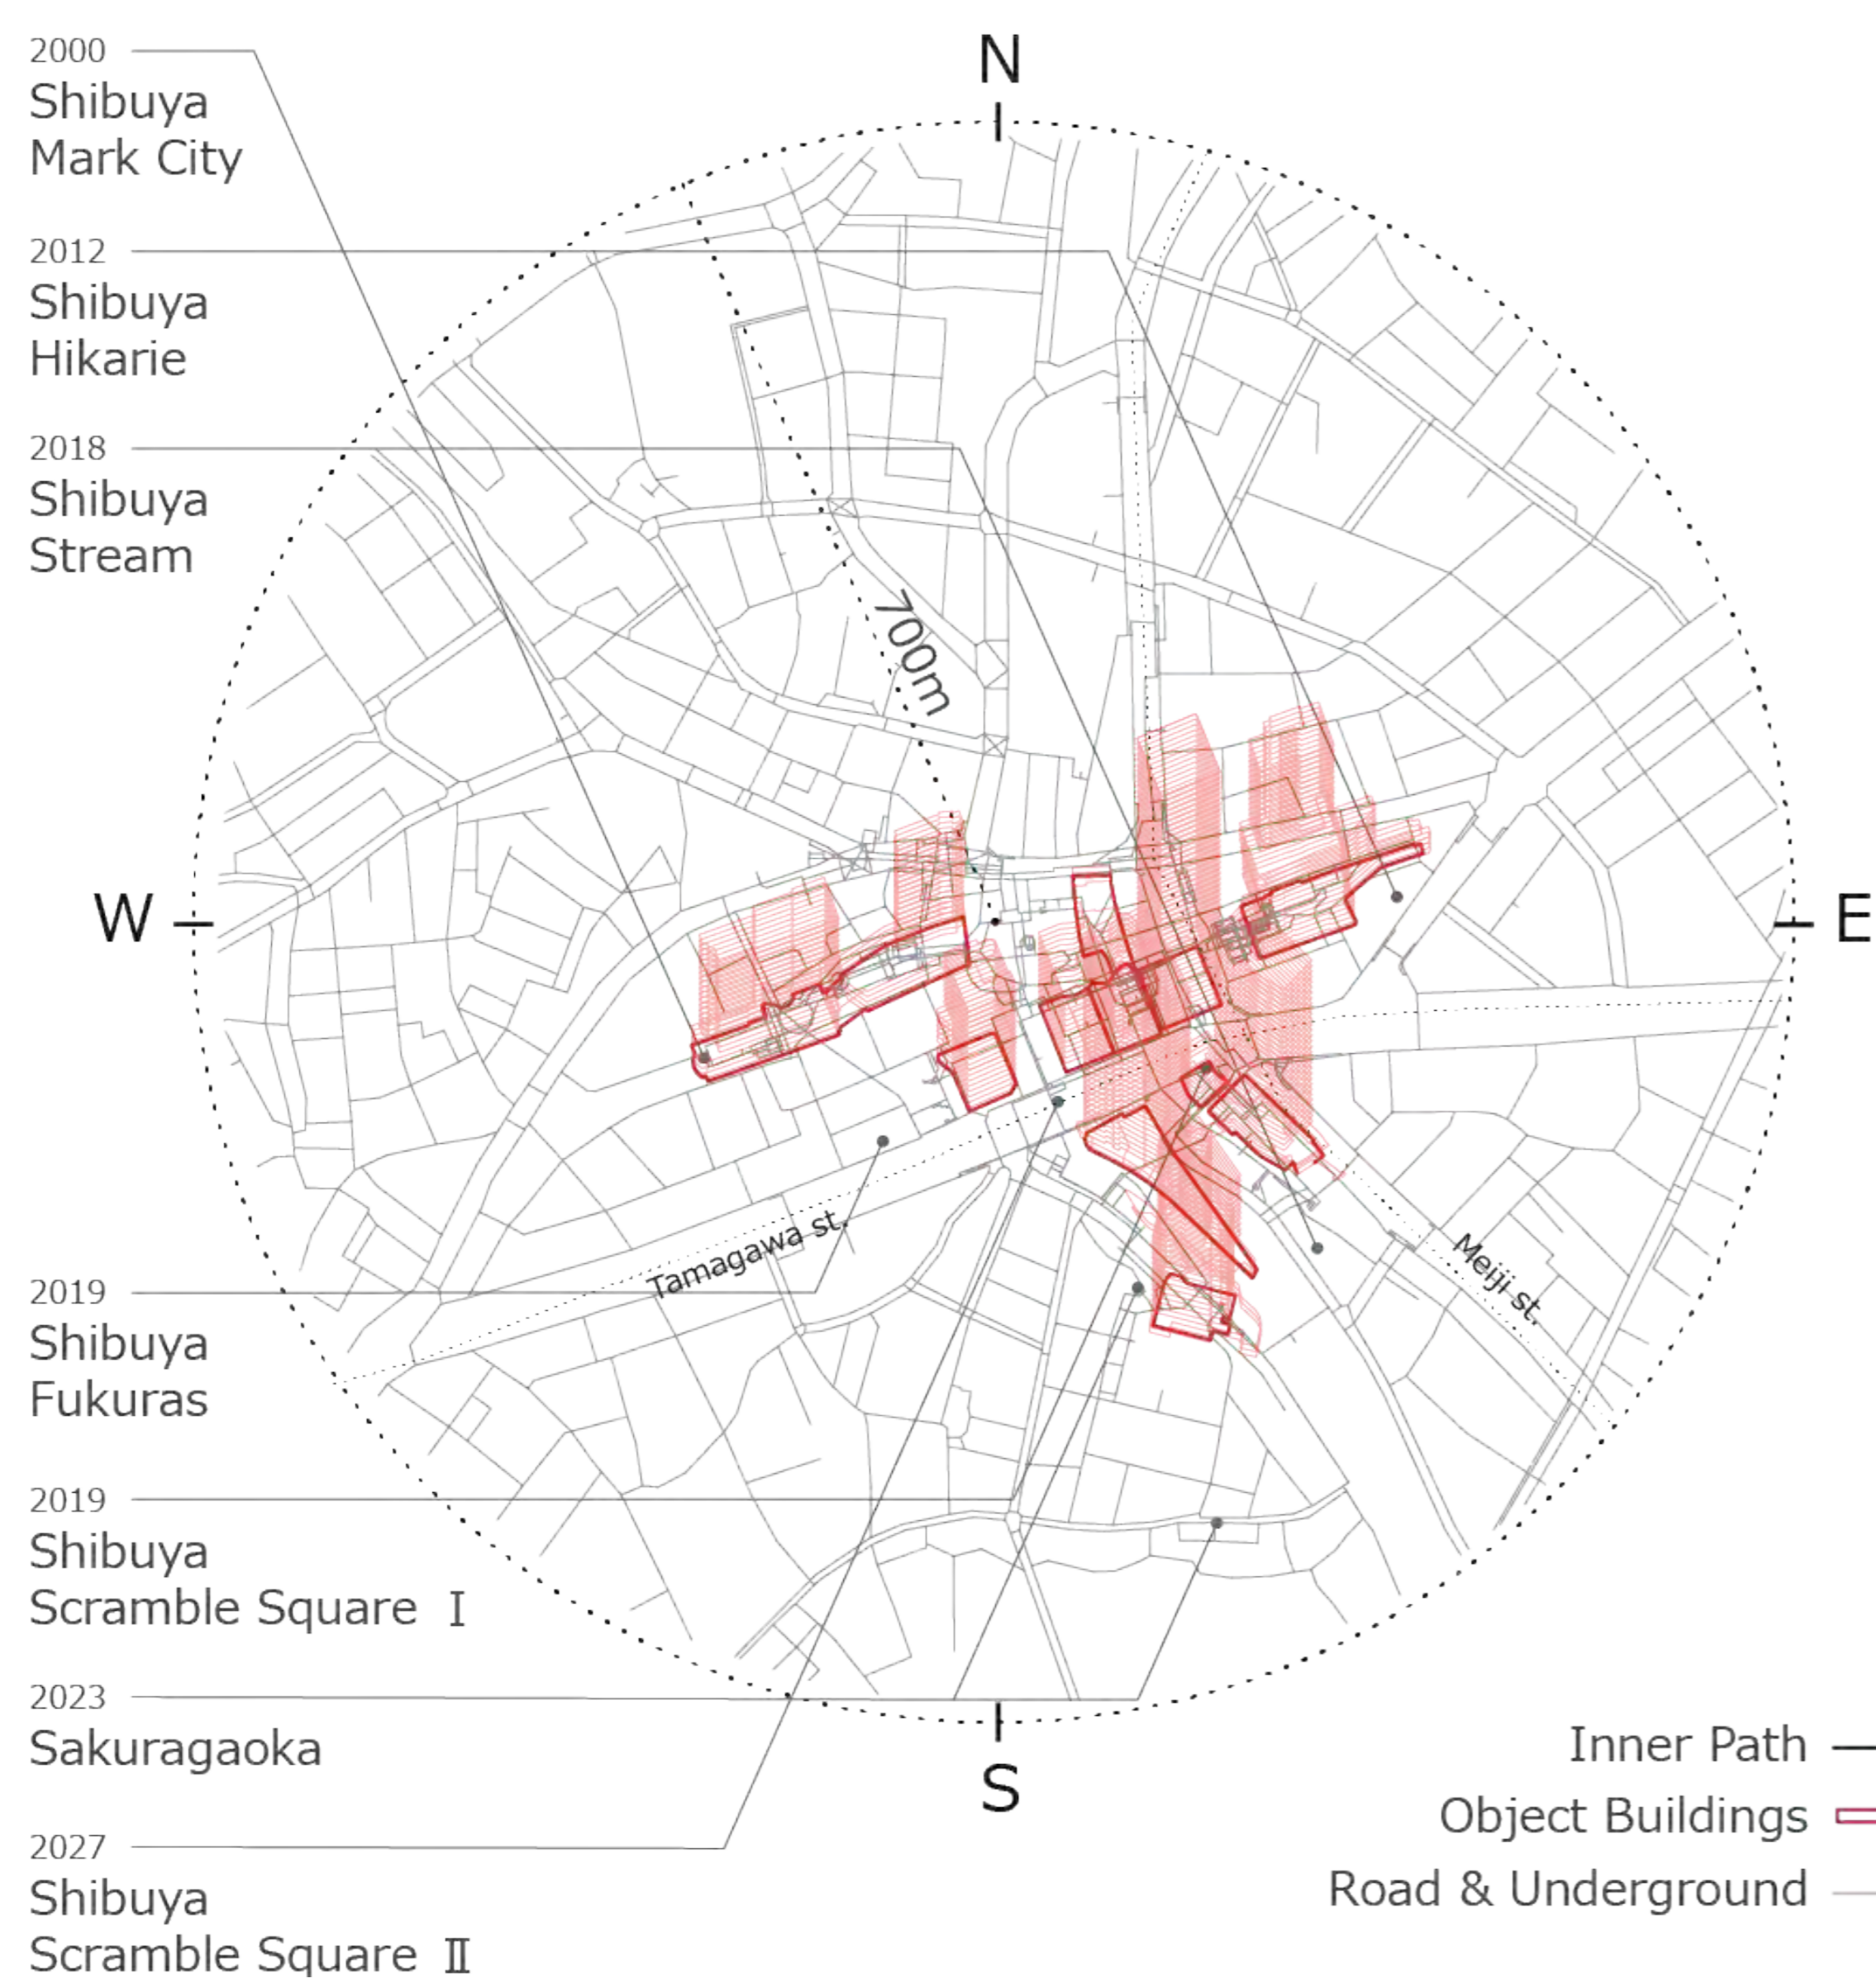 2000
Shibuya
Mark City
2012
Shibuya
Hikarie
2018
Shibuya
Stream
N
700m
W
E
Tamagawa st.
Meiji st.
2019
Shibuya
Fukuras
2019
Shibuya
Scramble Square Ⅰ
2023
Sakuragaoka
2027
Shibuya
Scramble Square Ⅱ
S
Inner Path
Object Buildings
Road & Underground